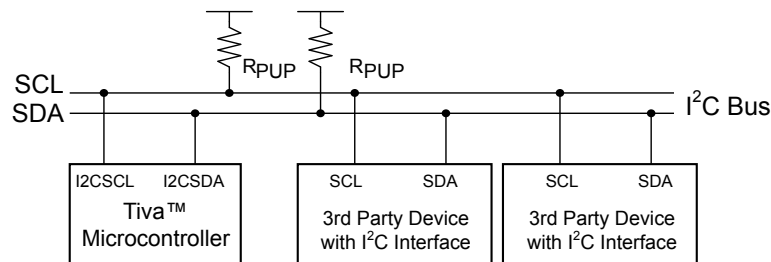 RPUP
RPUP
SCL
SDA
I²C Bus
I2CSCL
I2CSDA
Tiva™
Microcontroller
SCL
SDA
3rd Party Device
with I²C Interface
SCL
SDA
3rd Party Device
with I²C Interface